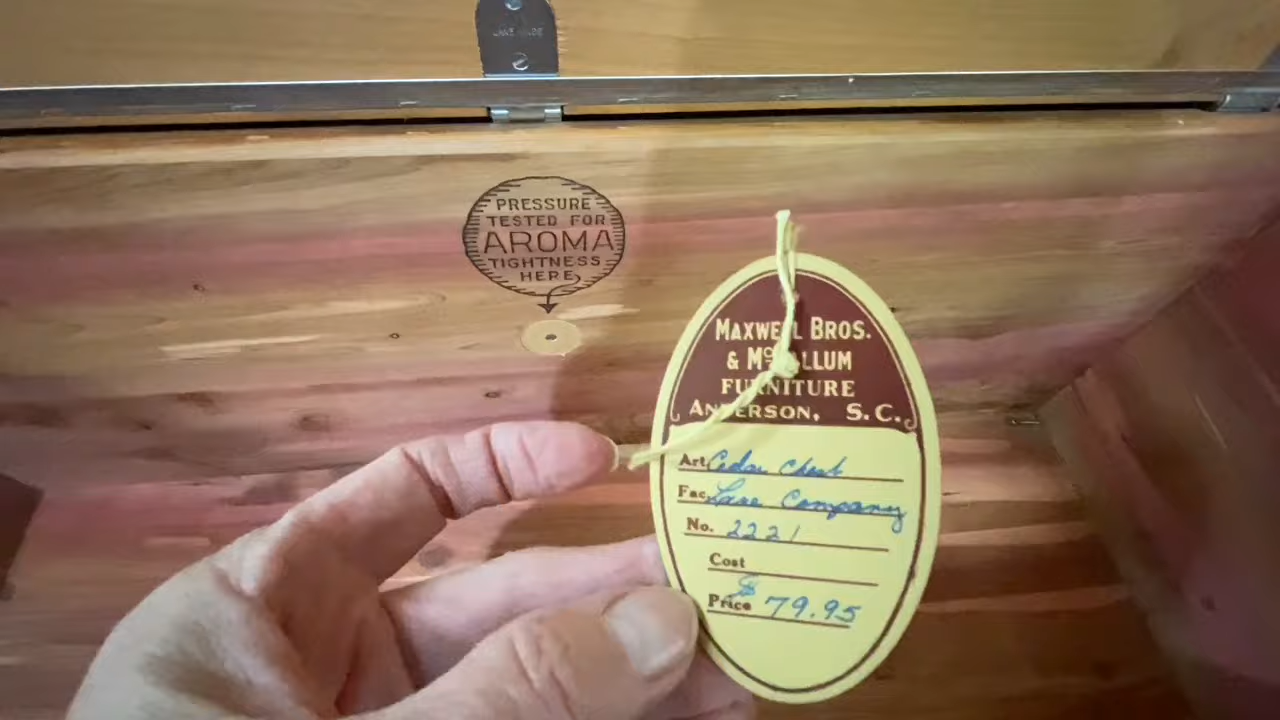 PRESSURE
TESTED FOR
AROMA
TIGHTNESS
HERE
MAXWELL BROS.
& McCALLUM
FURNITURE
ANDERSON, S.C.
Art Cedar Chest
Fac Lane Company
No. 2221
Cost
Price $79.95